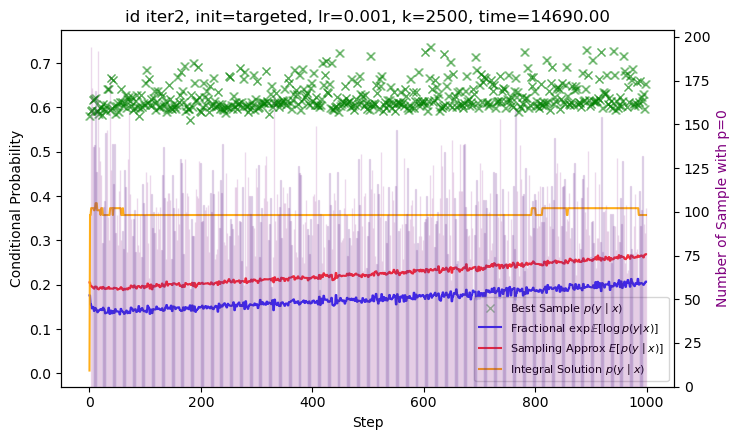 id iter2, init=targeted, lr=0.001, k=2500, time=14690.00
Conditional Probability
0.7
0.6
0.5
0.4
0.3
0.2
0.1
0.0
200
175
150
125
100
75
50
25
0
Number of Sample with p=0
Best Sample p(y | x)
Fractional exp 𝔼[log p(y|x)]
Sampling Approx E[p(y | x)]
Integral Solution p(y | x)
0 200 400 600 800 1000
Step